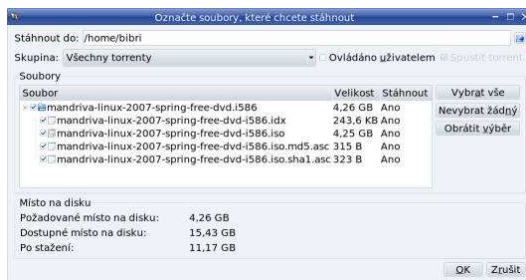 Označte soubory, které chcete stáhnout
Stáhnout do: /home/bibri
Skupina: Všechny torrenty Ovládáno uživatelem Spustit torrent
Soubory
Soubor Velikost Stáhnout
mandriva-linux-2007-spring-free-dvd.i586 4,26 GB Ano
mandriva-linux-2007-spring-free-dvd-i586.idx 243,6 KB Ano
mandriva-linux-2007-spring-free-dvd-i586.iso 4,25 GB Ano
mandriva-linux-2007-spring-free-dvd-i586.iso.md5.asc 315 B Ano
mandriva-linux-2007-spring-free-dvd-i586.iso.sha1.asc 323 B Ano
Vybrat vše
Nevybrat žádný
Obrátit výběr
Místo na disku
Požadované místo na disku: 4,26 GB
Dostupné místo na disku: 15,43 GB
Po stažení: 11,17 GB
OK Zrušit